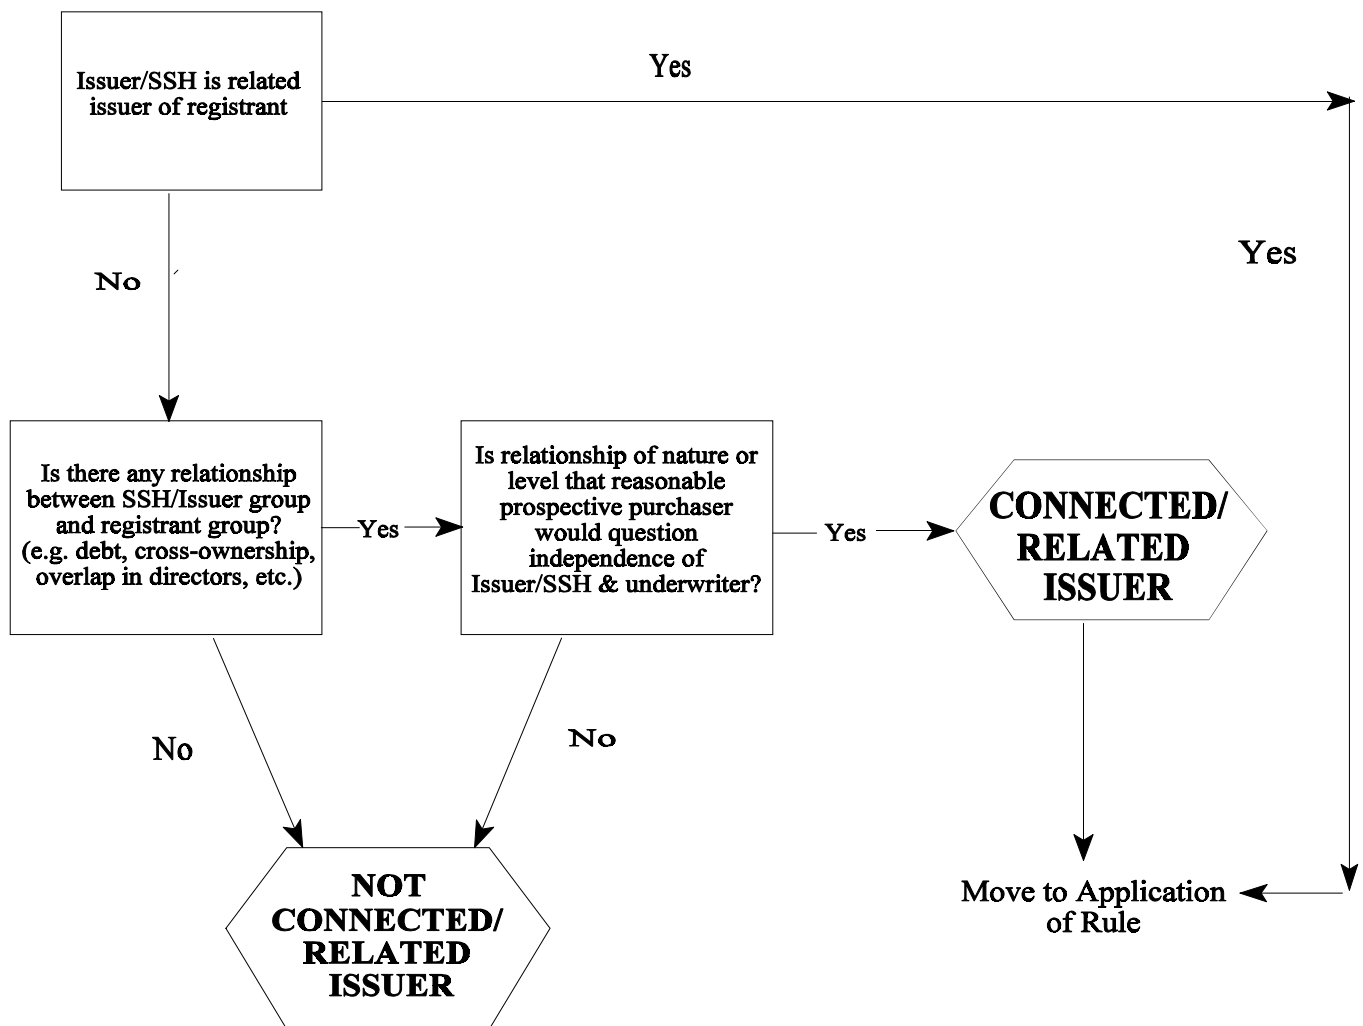 Issuer/SSH is related
issuer of registrant
Yes
Yes
No
Is there any relationship
between SSH/Issuer group
and registrant group?
(e.g. debt, cross-ownership,
overlap in directors, etc.)
Yes
Is relationship of nature or
level that reasonable
prospective purchaser
would question
independence of
Issuer/SSH & underwriter?
Yes
CONNECTED/
RELATED
ISSUER
No
No
NOT
CONNECTED/
RELATED
ISSUER
Move to Application
of Rule